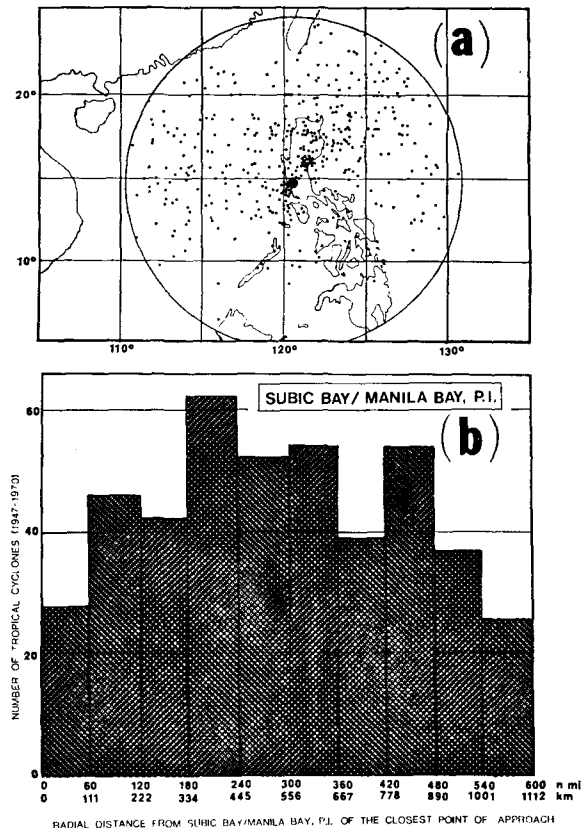 (a)
20°
10°
110° 120° 130°
SUBIC BAY/ MANILA BAY, P.I.
(b)
NUMBER OF TROPICAL CYCLONES (1947-1970)
60
40
20
0
0 60 120 180 240 300 360 420 480 540 600 n mi
0 111 222 334 445 556 667 778 890 1001 1112 km
RADIAL DISTANCE FROM SUBIC BAY/MANILA BAY, P.I. OF THE CLOSEST POINT OF APPROACH